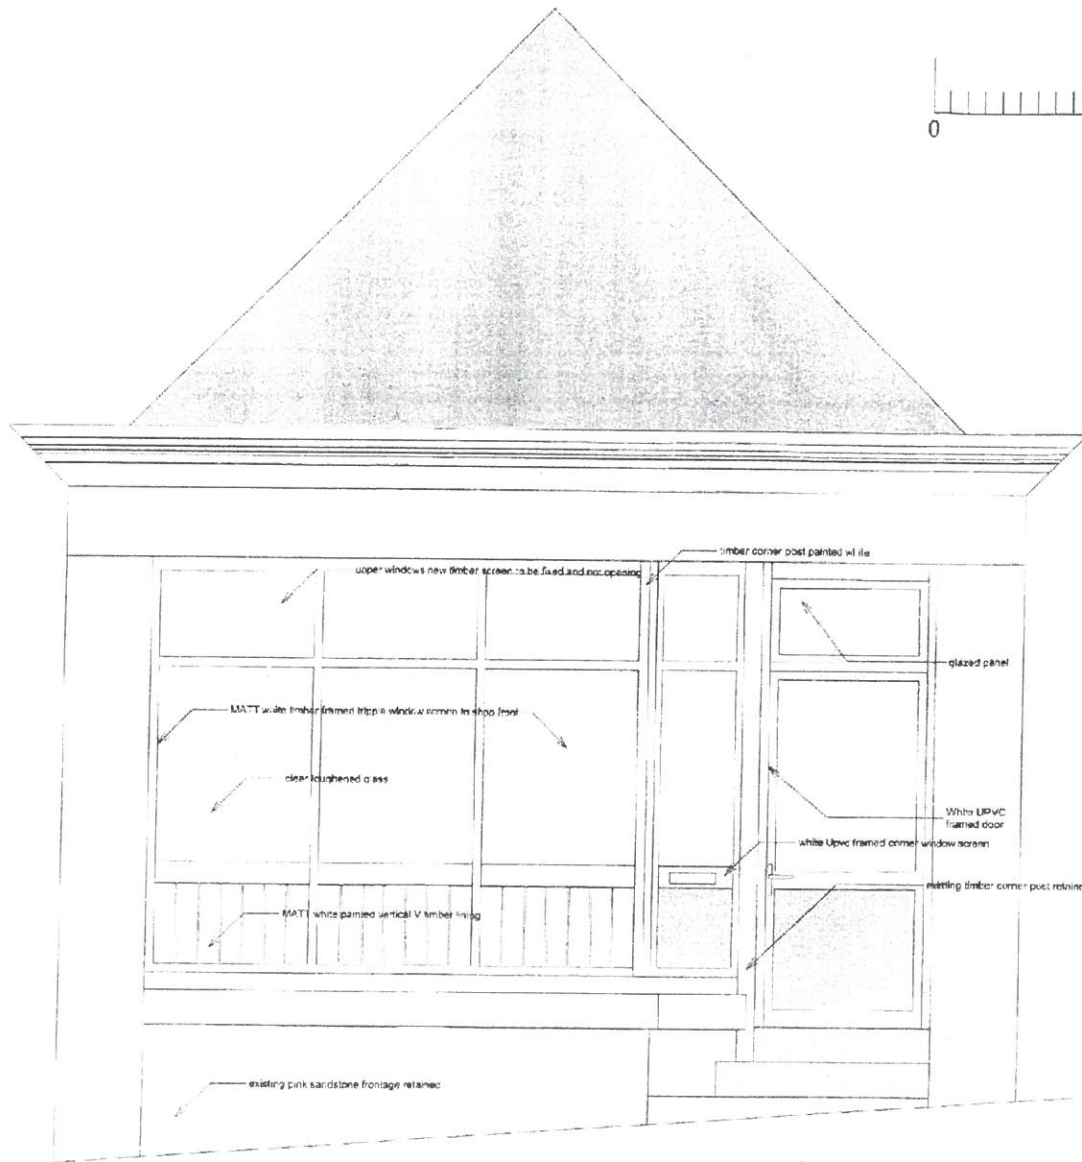 0
timber corner post painted white
upper windows new timber screen to be fixed and not opening
glazed panel
MATT white timber framed tripple window screen to shop front
clear toughened glass
White UPVC
framed door
white Upvc framed corner window screen
existing timber corner post retaine
MATT white painted vertical V timber lining
existing pink sandstone frontage retained